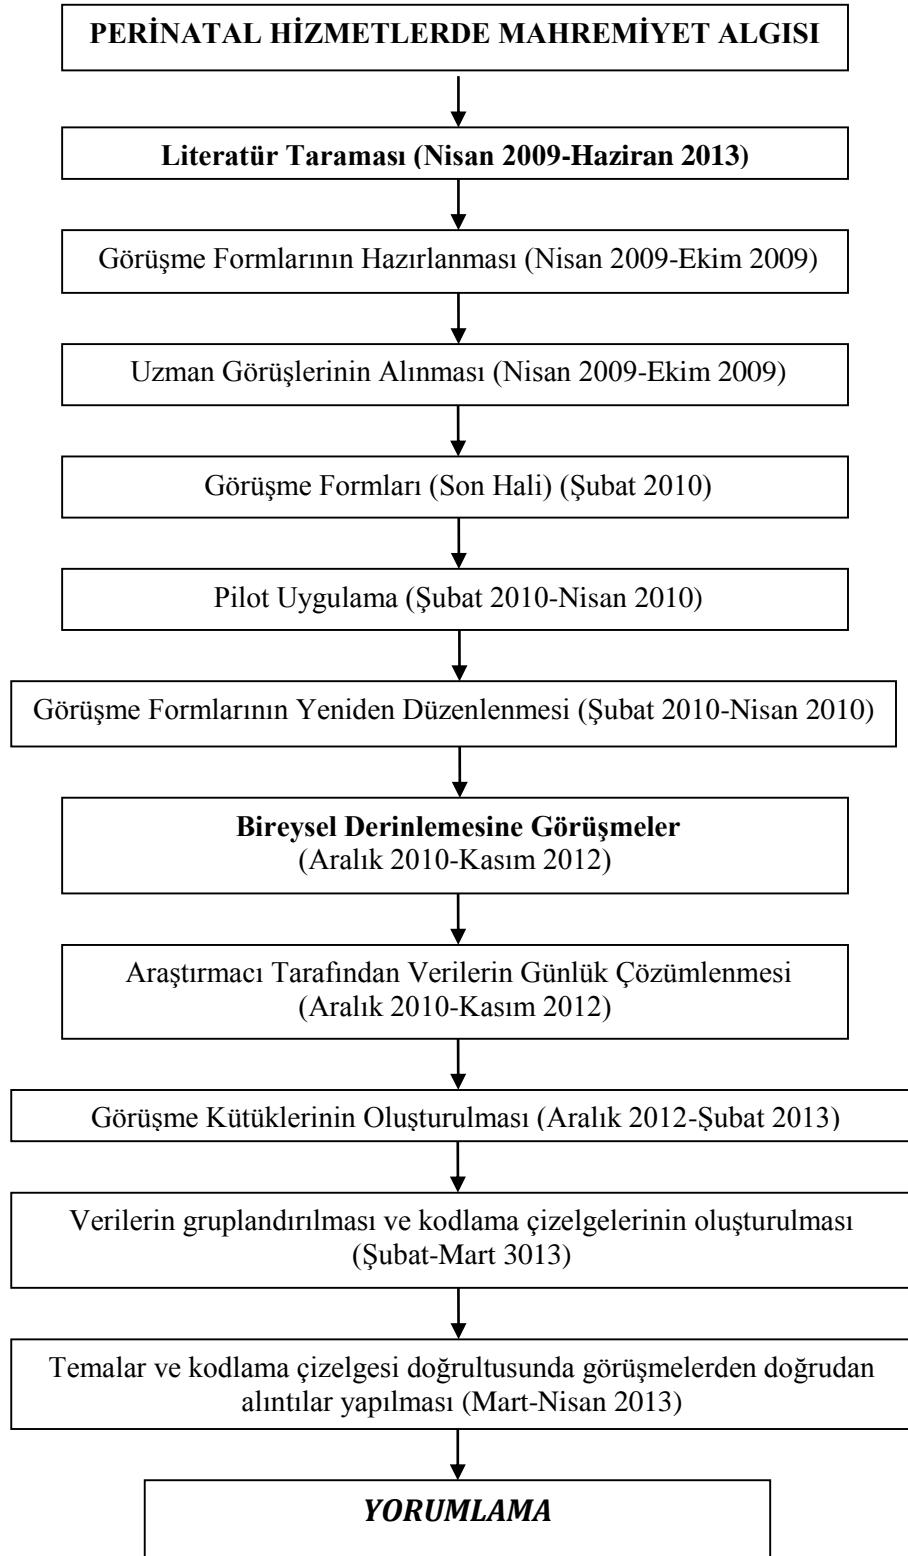 PERİNATAL HİZMETLERDE MAHREMİYET ALGISI
Literatür Taraması (Nisan 2009-Haziran 2013)
Görüşme Formlarının Hazırlanması (Nisan 2009-Ekim 2009)
Uzman Görüşlerinin Alınması (Nisan 2009-Ekim 2009)
Görüşme Formları (Son Hali) (Şubat 2010)
Pilot Uygulama (Şubat 2010-Nisan 2010)
Görüşme Formlarının Yeniden Düzenlenmesi (Şubat 2010-Nisan 2010)
Bireysel Derinlemesine Görüşmeler
(Aralık 2010-Kasım 2012)
Araştırmacı Tarafından Verilerin Günlük Çözümlenmesi
(Aralık 2010-Kasım 2012)
Görüşme Kütüklerinin Oluşturulması (Aralık 2012-Şubat 2013)
Verilerin gruplandırılması ve kodlama çizelgelerinin oluşturulması
(Şubat-Mart 3013)
Temalar ve kodlama çizelgesi doğrultusunda görüşmelerden doğrudan
alıntılar yapılması (Mart-Nisan 2013)
YORUMLAMA